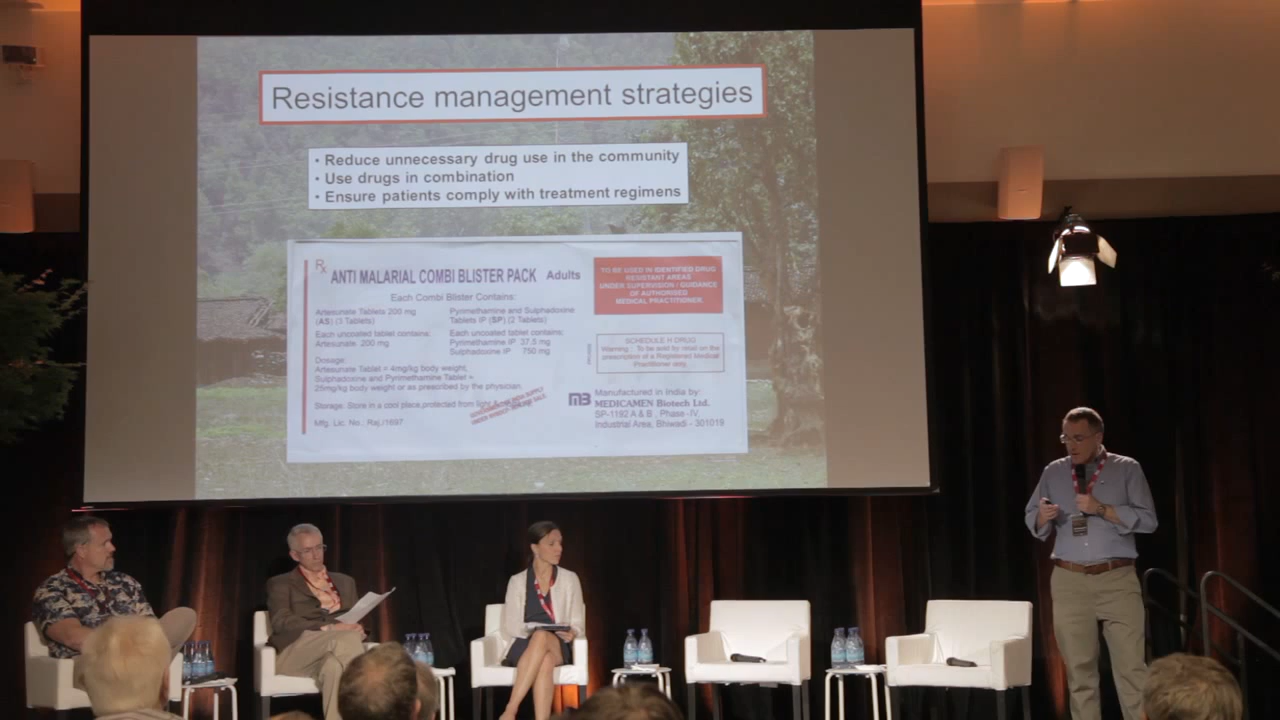 Resistance management strategies
• Reduce unnecessary drug use in the community
• Use drugs in combination
• Ensure patients comply with treatment regimens
Rx ANTI MALARIAL COMBI BLISTER PACK Adults
Each Combi Blister Contains:
Artesunate Tablets 200 mg
(AS) (3 Tablets)
Each uncoated tablet contains:
Artesunate 200 mg
Pyrimethamine and Sulphadoxine
Tablets IP (SP) (2 Tablets)
Each uncoated tablet contains:
Pyrimethamine IP 37.5 mg
Sulphadoxine IP 750 mg
Dosage:
Artesunate Tablet = 4mg/kg body weight,
Sulphadoxine and Pyrimethamine Tablet =
25mg/kg body weight or as prescribed by the physician.
Storage: Store in a cool place, protected from light &
Mfg. Lic. No.: Raj./1697
TO BE USED IN IDENTIFIED DRUG
RESISTANT AREAS
UNDER SUPERVISION / GUIDANCE
OF AUTHORISED
MEDICAL PRACTITIONER.
SCHEDULE H DRUG
Warning : To be sold by retail on the
prescription of a Registered Medical
Practitioner only.
MB
Manufactured in India by:
MEDICAMEN Biotech Ltd.
SP-1192 A & B, Phase -IV,
Industrial Area, Bhiwadi - 301019